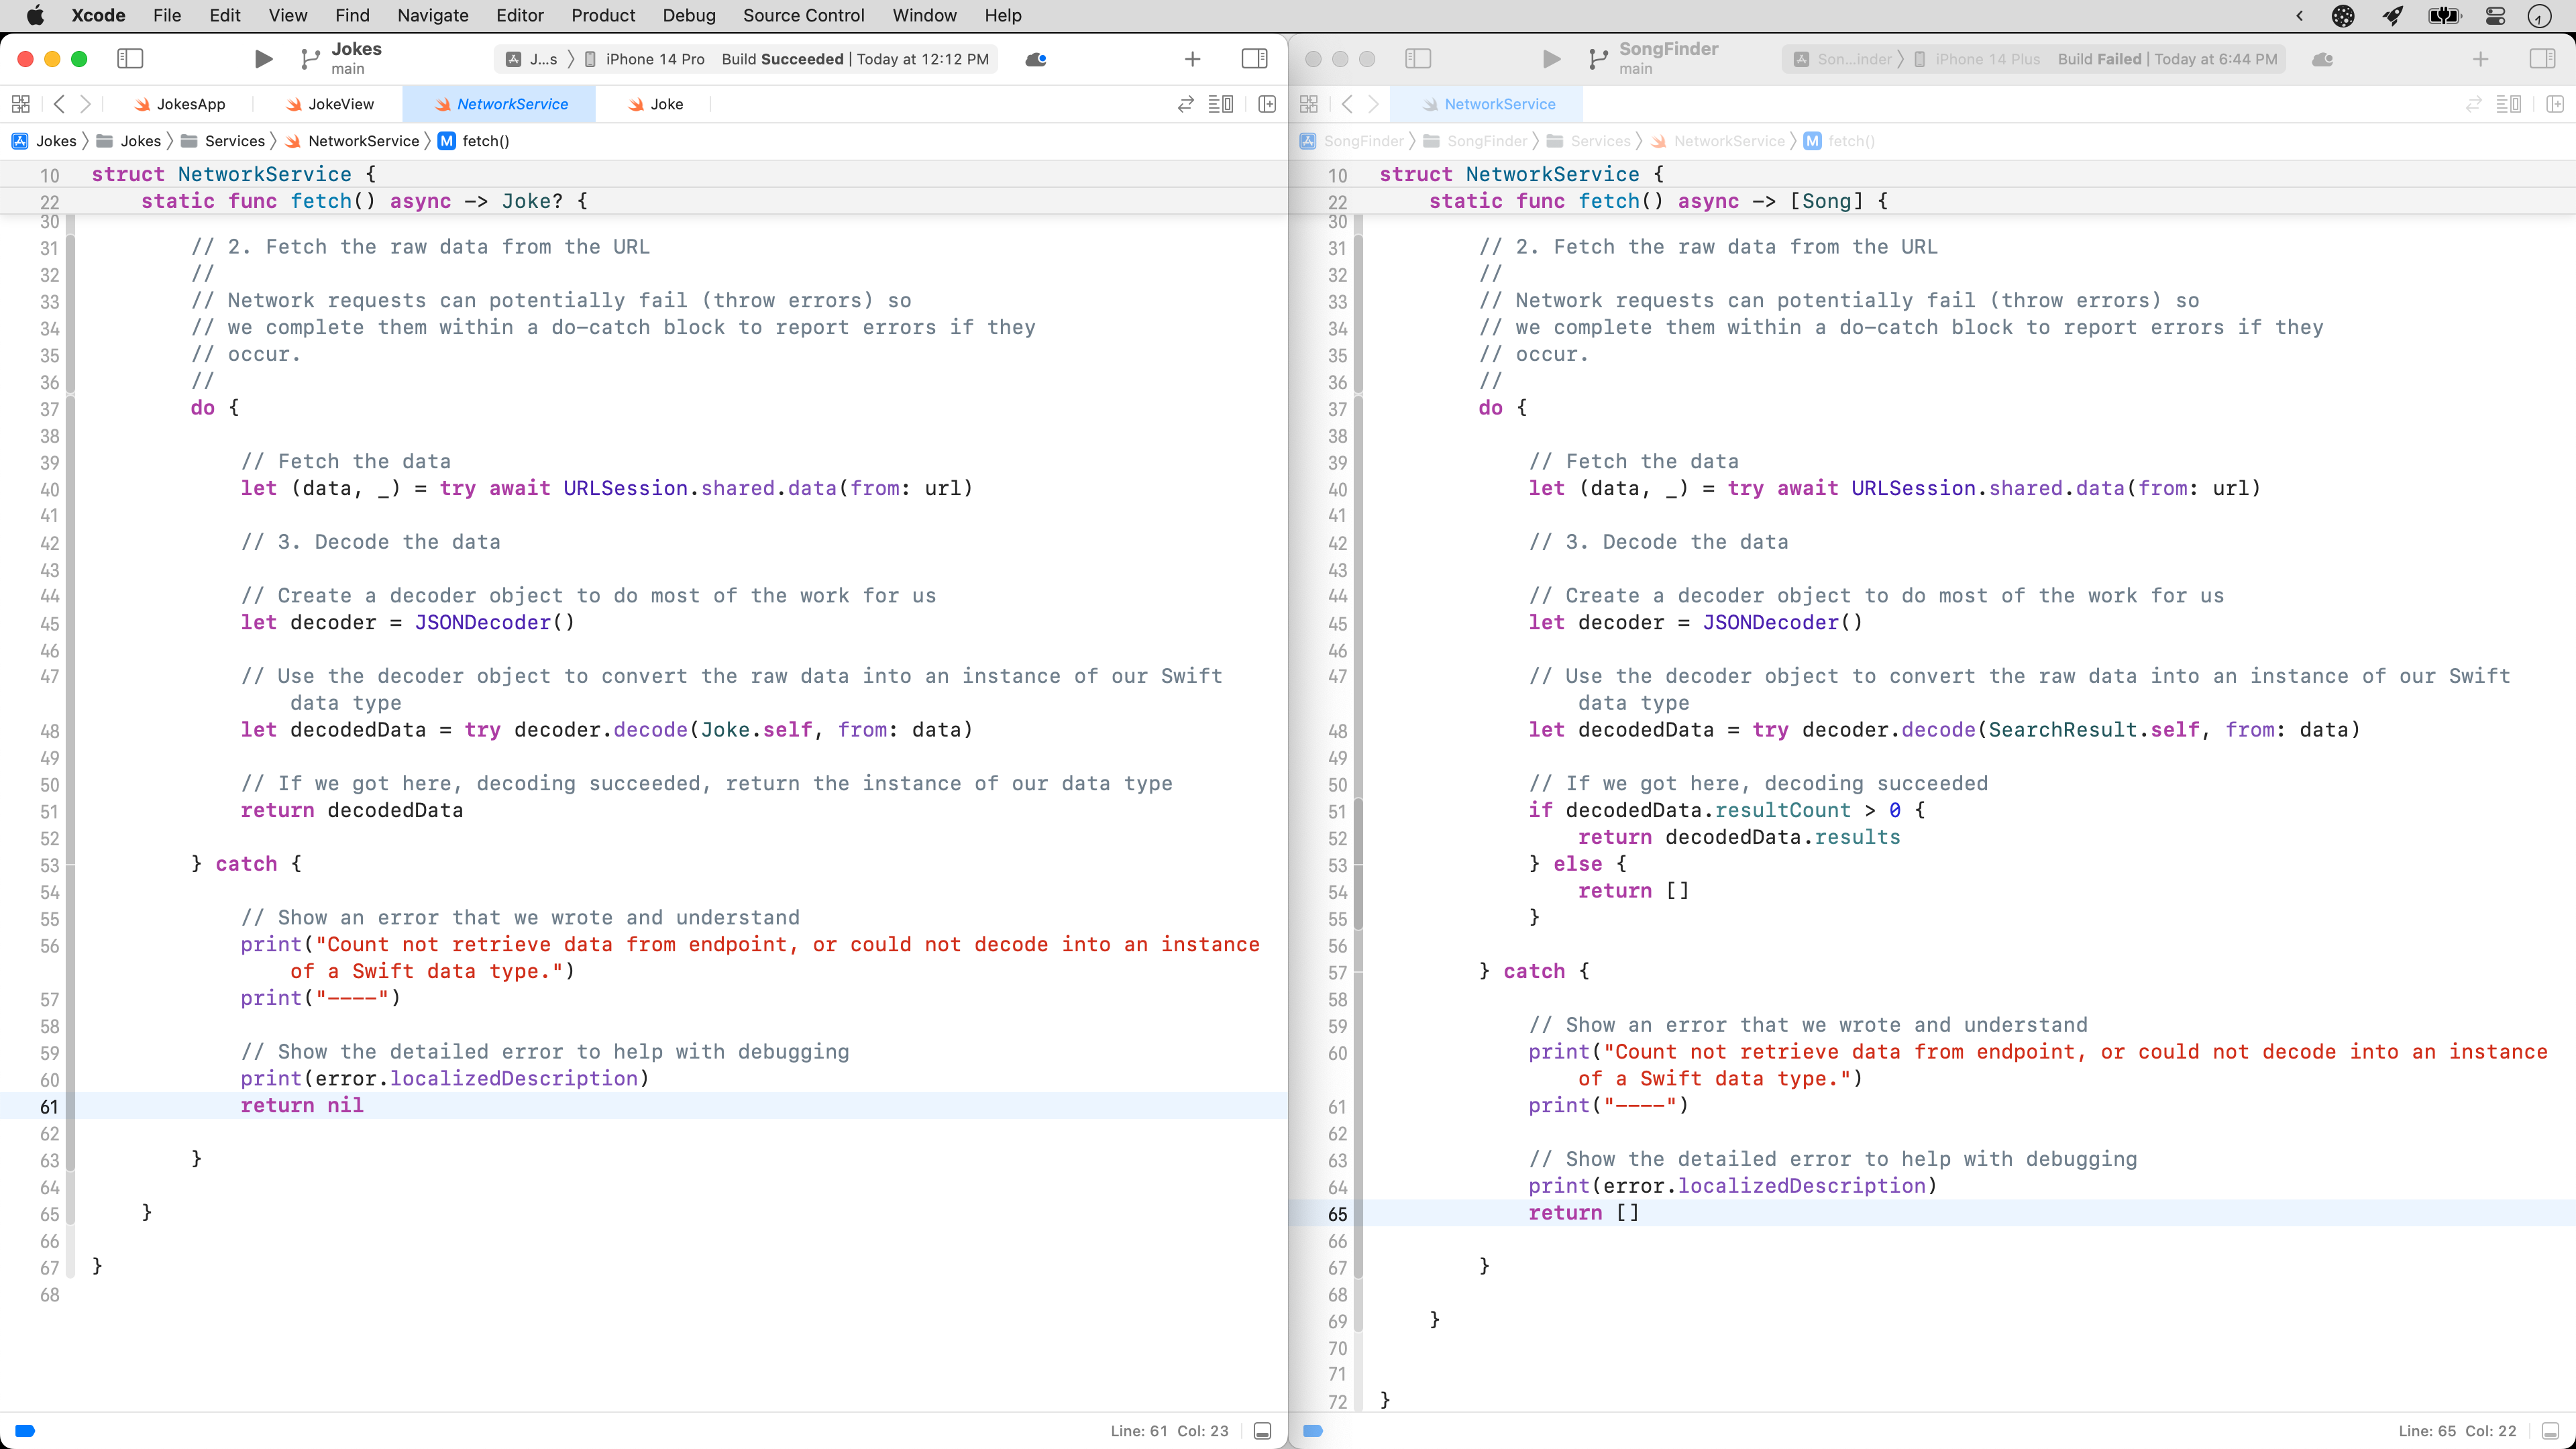 Xcode File Edit View Find Navigate Editor Product Debug Source Control Window Help
Jokes
main
J...s iPhone 14 Pro Build Succeeded | Today at 12:12 PM
JokesApp JokeView NetworkService Joke
Jokes Jokes Services NetworkService M fetch()
10 struct NetworkService {
22 static func fetch() async -> Joke? {
30
31 // 2. Fetch the raw data from the URL
32 //
33 // Network requests can potentially fail (throw errors) so
34 // we complete them within a do-catch block to report errors if they
35 // occur.
36 //
37 do {
38
39 // Fetch the data
40 let (data, _) = try await URLSession.shared.data(from: url)
41
42 // 3. Decode the data
43
44 // Create a decoder object to do most of the work for us
45 let decoder = JSONDecoder()
46
47 // Use the decoder object to convert the raw data into an instance of our Swift
data type
48 let decodedData = try decoder.decode(Joke.self, from: data)
49
50 // If we got here, decoding succeeded, return the instance of our data type
51 return decodedData
52
53 } catch {
54
55 // Show an error that we wrote and understand
56 print("Count not retrieve data from endpoint, or could not decode into an instance
of a Swift data type.")
57 print("----")
58
59 // Show the detailed error to help with debugging
60 print(error.localizedDescription)
61 return nil
62
63 }
64
65 }
66
67 }
68
Line: 61 Col: 23
SongFinder
main
Son...inder iPhone 14 Plus Build Failed | Today at 6:44 PM
NetworkService
SongFinder SongFinder Services NetworkService M fetch()
10 struct NetworkService {
22 static func fetch() async -> [Song] {
30
31 // 2. Fetch the raw data from the URL
32 //
33 // Network requests can potentially fail (throw errors) so
34 // we complete them within a do-catch block to report errors if they
35 // occur.
36 //
37 do {
38
39 // Fetch the data
40 let (data, _) = try await URLSession.shared.data(from: url)
41
42 // 3. Decode the data
43
44 // Create a decoder object to do most of the work for us
45 let decoder = JSONDecoder()
46
47 // Use the decoder object to convert the raw data into an instance of our Swift
data type
48 let decodedData = try decoder.decode(SearchResult.self, from: data)
49
50 // If we got here, decoding succeeded
51 if decodedData.resultCount > 0 {
52 return decodedData.results
53 } else {
54 return []
55 }
56
57 } catch {
58
59 // Show an error that we wrote and understand
60 print("Count not retrieve data from endpoint, or could not decode into an instance
of a Swift data type.")
61 print("----")
62
63 // Show the detailed error to help with debugging
64 print(error.localizedDescription)
65 return []
66
67 }
68
69 }
70
71
72 }
Line: 65 Col: 22